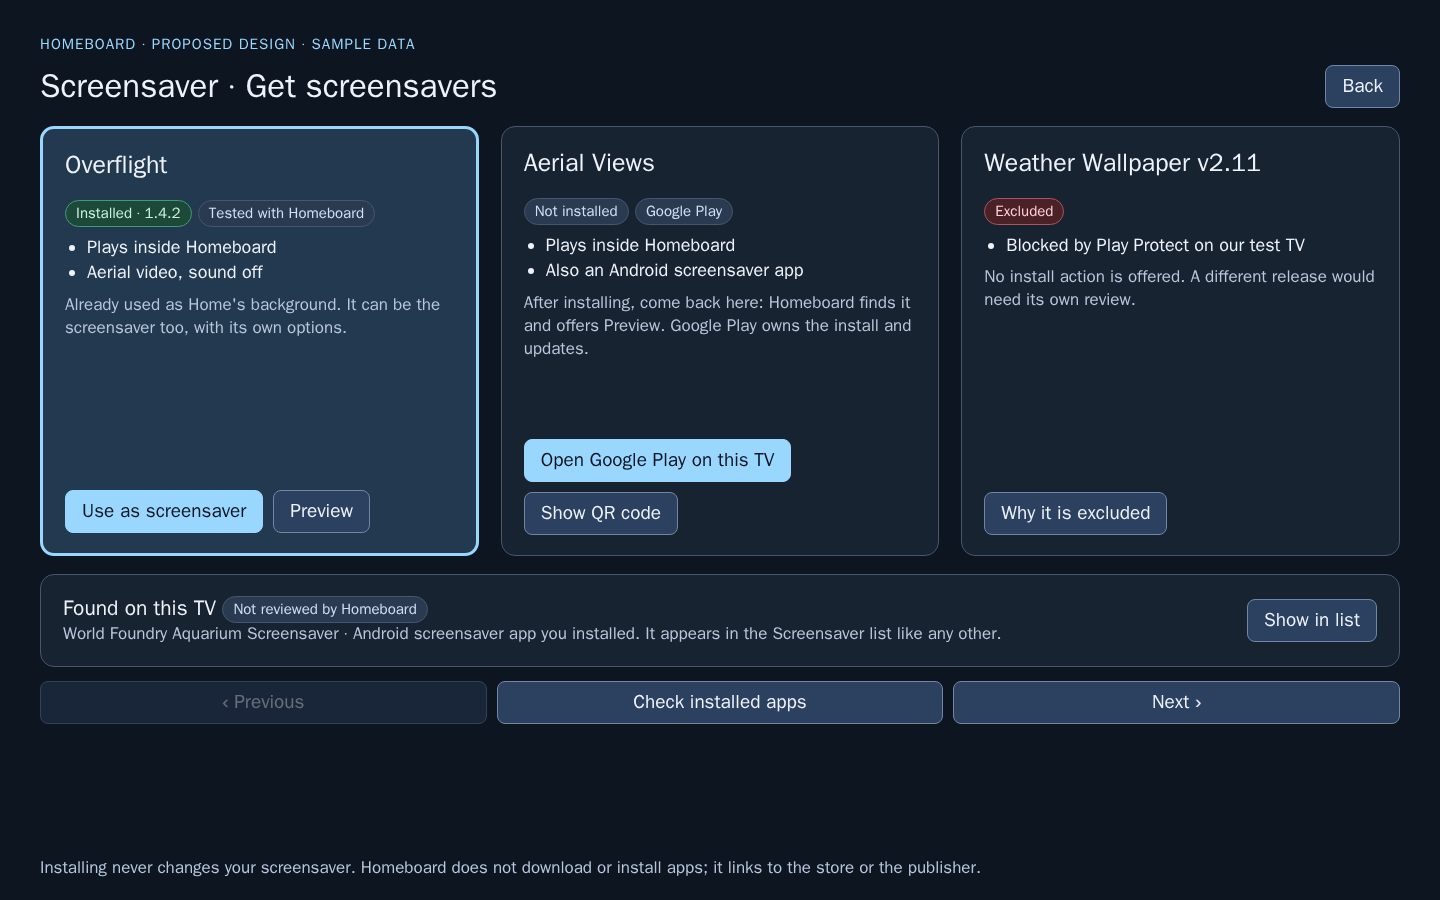 HOMEBOARD · PROPOSED DESIGN · SAMPLE DATA
Screensaver · Get screensavers
Back
Overflight
Installed · 1.4.2
Tested with Homeboard
• Plays inside Homeboard
• Aerial video, sound off
Already used as Home's background. It can be the
screensaver too, with its own options.
Use as screensaver
Preview
Aerial Views
Not installed
Google Play
• Plays inside Homeboard
• Also an Android screensaver app
After installing, come back here: Homeboard finds it
and offers Preview. Google Play owns the install and
updates.
Open Google Play on this TV
Show QR code
Weather Wallpaper v2.11
Excluded
• Blocked by Play Protect on our test TV
No install action is offered. A different release would
need its own review.
Why it is excluded
Found on this TV
Not reviewed by Homeboard
World Foundry Aquarium Screensaver · Android screensaver app you installed. It appears in the Screensaver list like any other.
Show in list
‹ Previous
Check installed apps
Next ›
Installing never changes your screensaver. Homeboard does not download or install apps; it links to the store or the publisher.